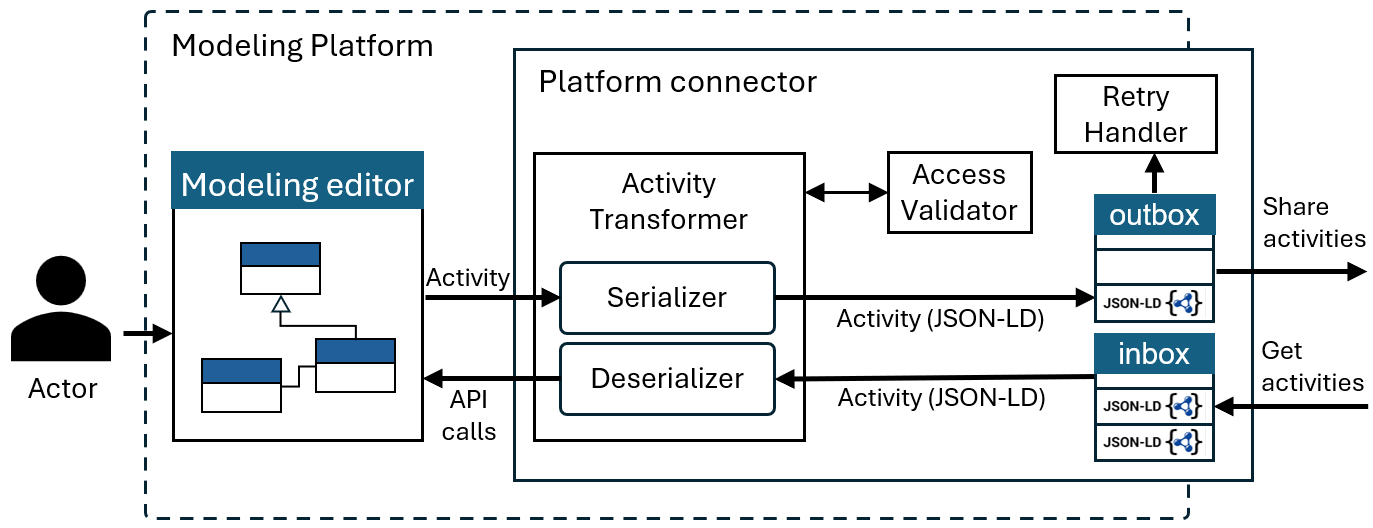 Modeling Platform
Platform connector
Retry
Handler
Modeling editor
Activity
Transformer
Access
Validator
outbox
Share
activities
Activity
Serializer
Activity (JSON-LD)
JSON-LD
inbox
Get
activities
Deserializer
Activity (JSON-LD)
JSON-LD
JSON-LD
API
calls
Actor